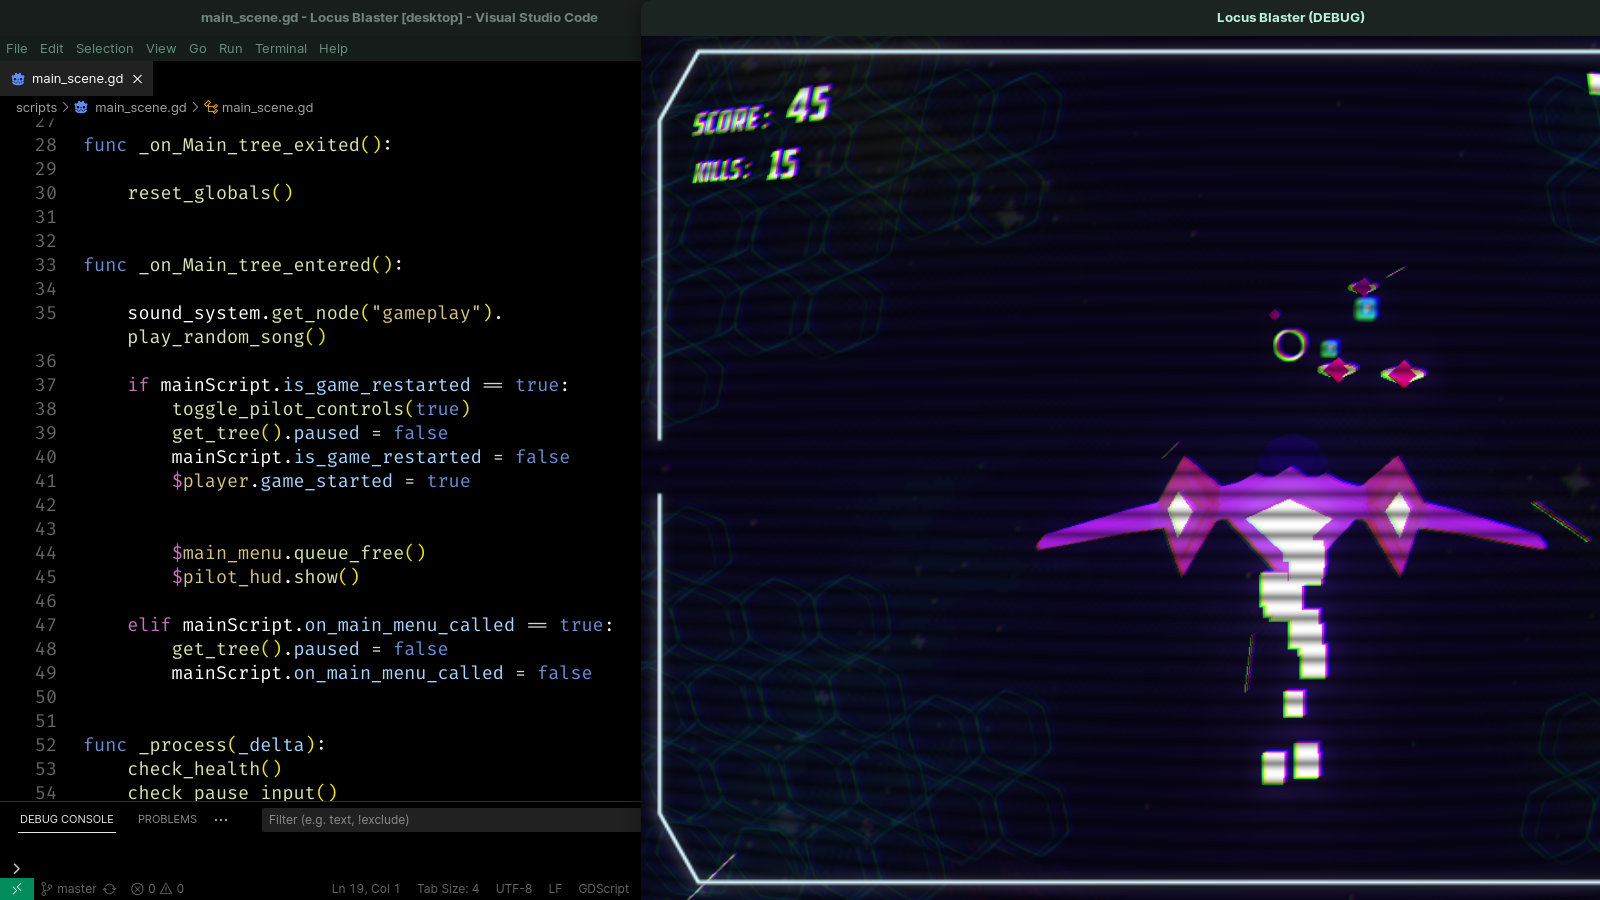 main_scene.gd - Locus Blaster [desktop] - Visual Studio Code
File Edit Selection View Go Run Terminal Help
main_scene.gd
scripts > main_scene.gd > main_scene.gd
27
28 func _on_Main_tree_exited():
29
30 reset_globals()
31
32
33 func _on_Main_tree_entered():
34
35 sound_system.get_node("gameplay").
play_random_song()
36
37 if mainScript.is_game_restarted == true:
38 toggle_pilot_controls(true)
39 get_tree().paused = false
40 mainScript.is_game_restarted = false
41 $player.game_started = true
42
43
44 $main_menu.queue_free()
45 $pilot_hud.show()
46
47 elif mainScript.on_main_menu_called == true:
48 get_tree().paused = false
49 mainScript.on_main_menu_called = false
50
51
52 func _process(_delta):
53 check_health()
54 check_pause_input()
DEBUG CONSOLE PROBLEMS ··· Filter (e.g. text, !exclude)
>
master 0 0 Ln 19, Col 1 Tab Size: 4 UTF-8 LF GDScript
Locus Blaster (DEBUG)
SCORE: 45
KILLS: 15